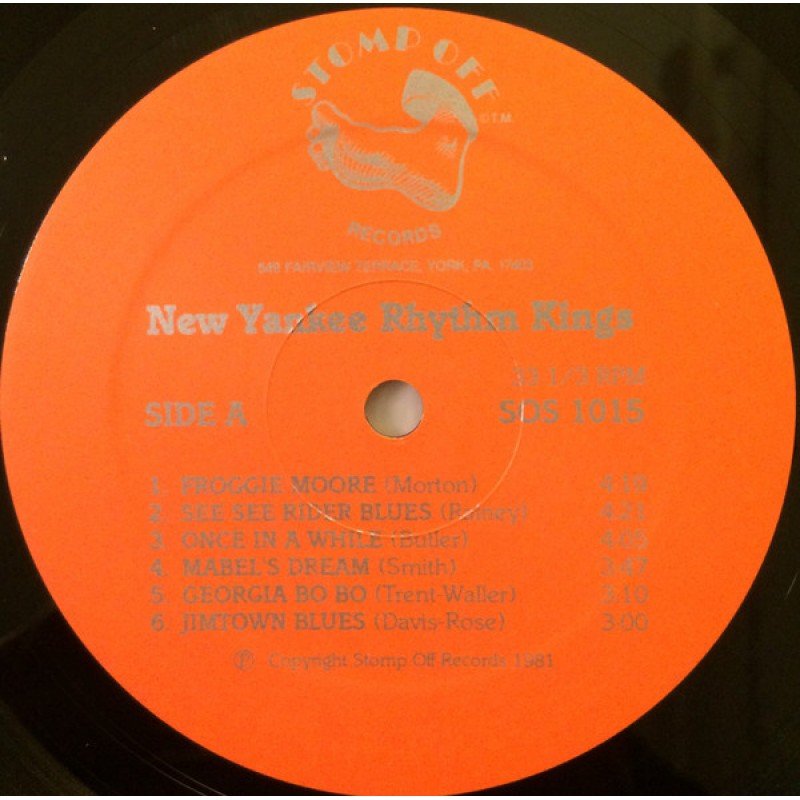 STOMP OFF
©T.M.
RECORDS
FAIRVIEW TERRACE, YORK, PA. 17403
New Yankee Rhythm Kings
33 1/3 RPM
SIDE A SOS 1015
1. FROGGIE MOORE (Morton) 4:19
2. SEE SEE RIDER BLUES (Rainey) 4:21
3. ONCE IN A WHILE (Butler) 4:05
4. MABEL'S DREAM (Smith) 3:47
5. GEORGIA BO BO (Trent-Waller) 3:10
6. JIMTOWN BLUES (Davis-Rose) 3:00
Ⓟ Copyright Stomp Off Records 1981